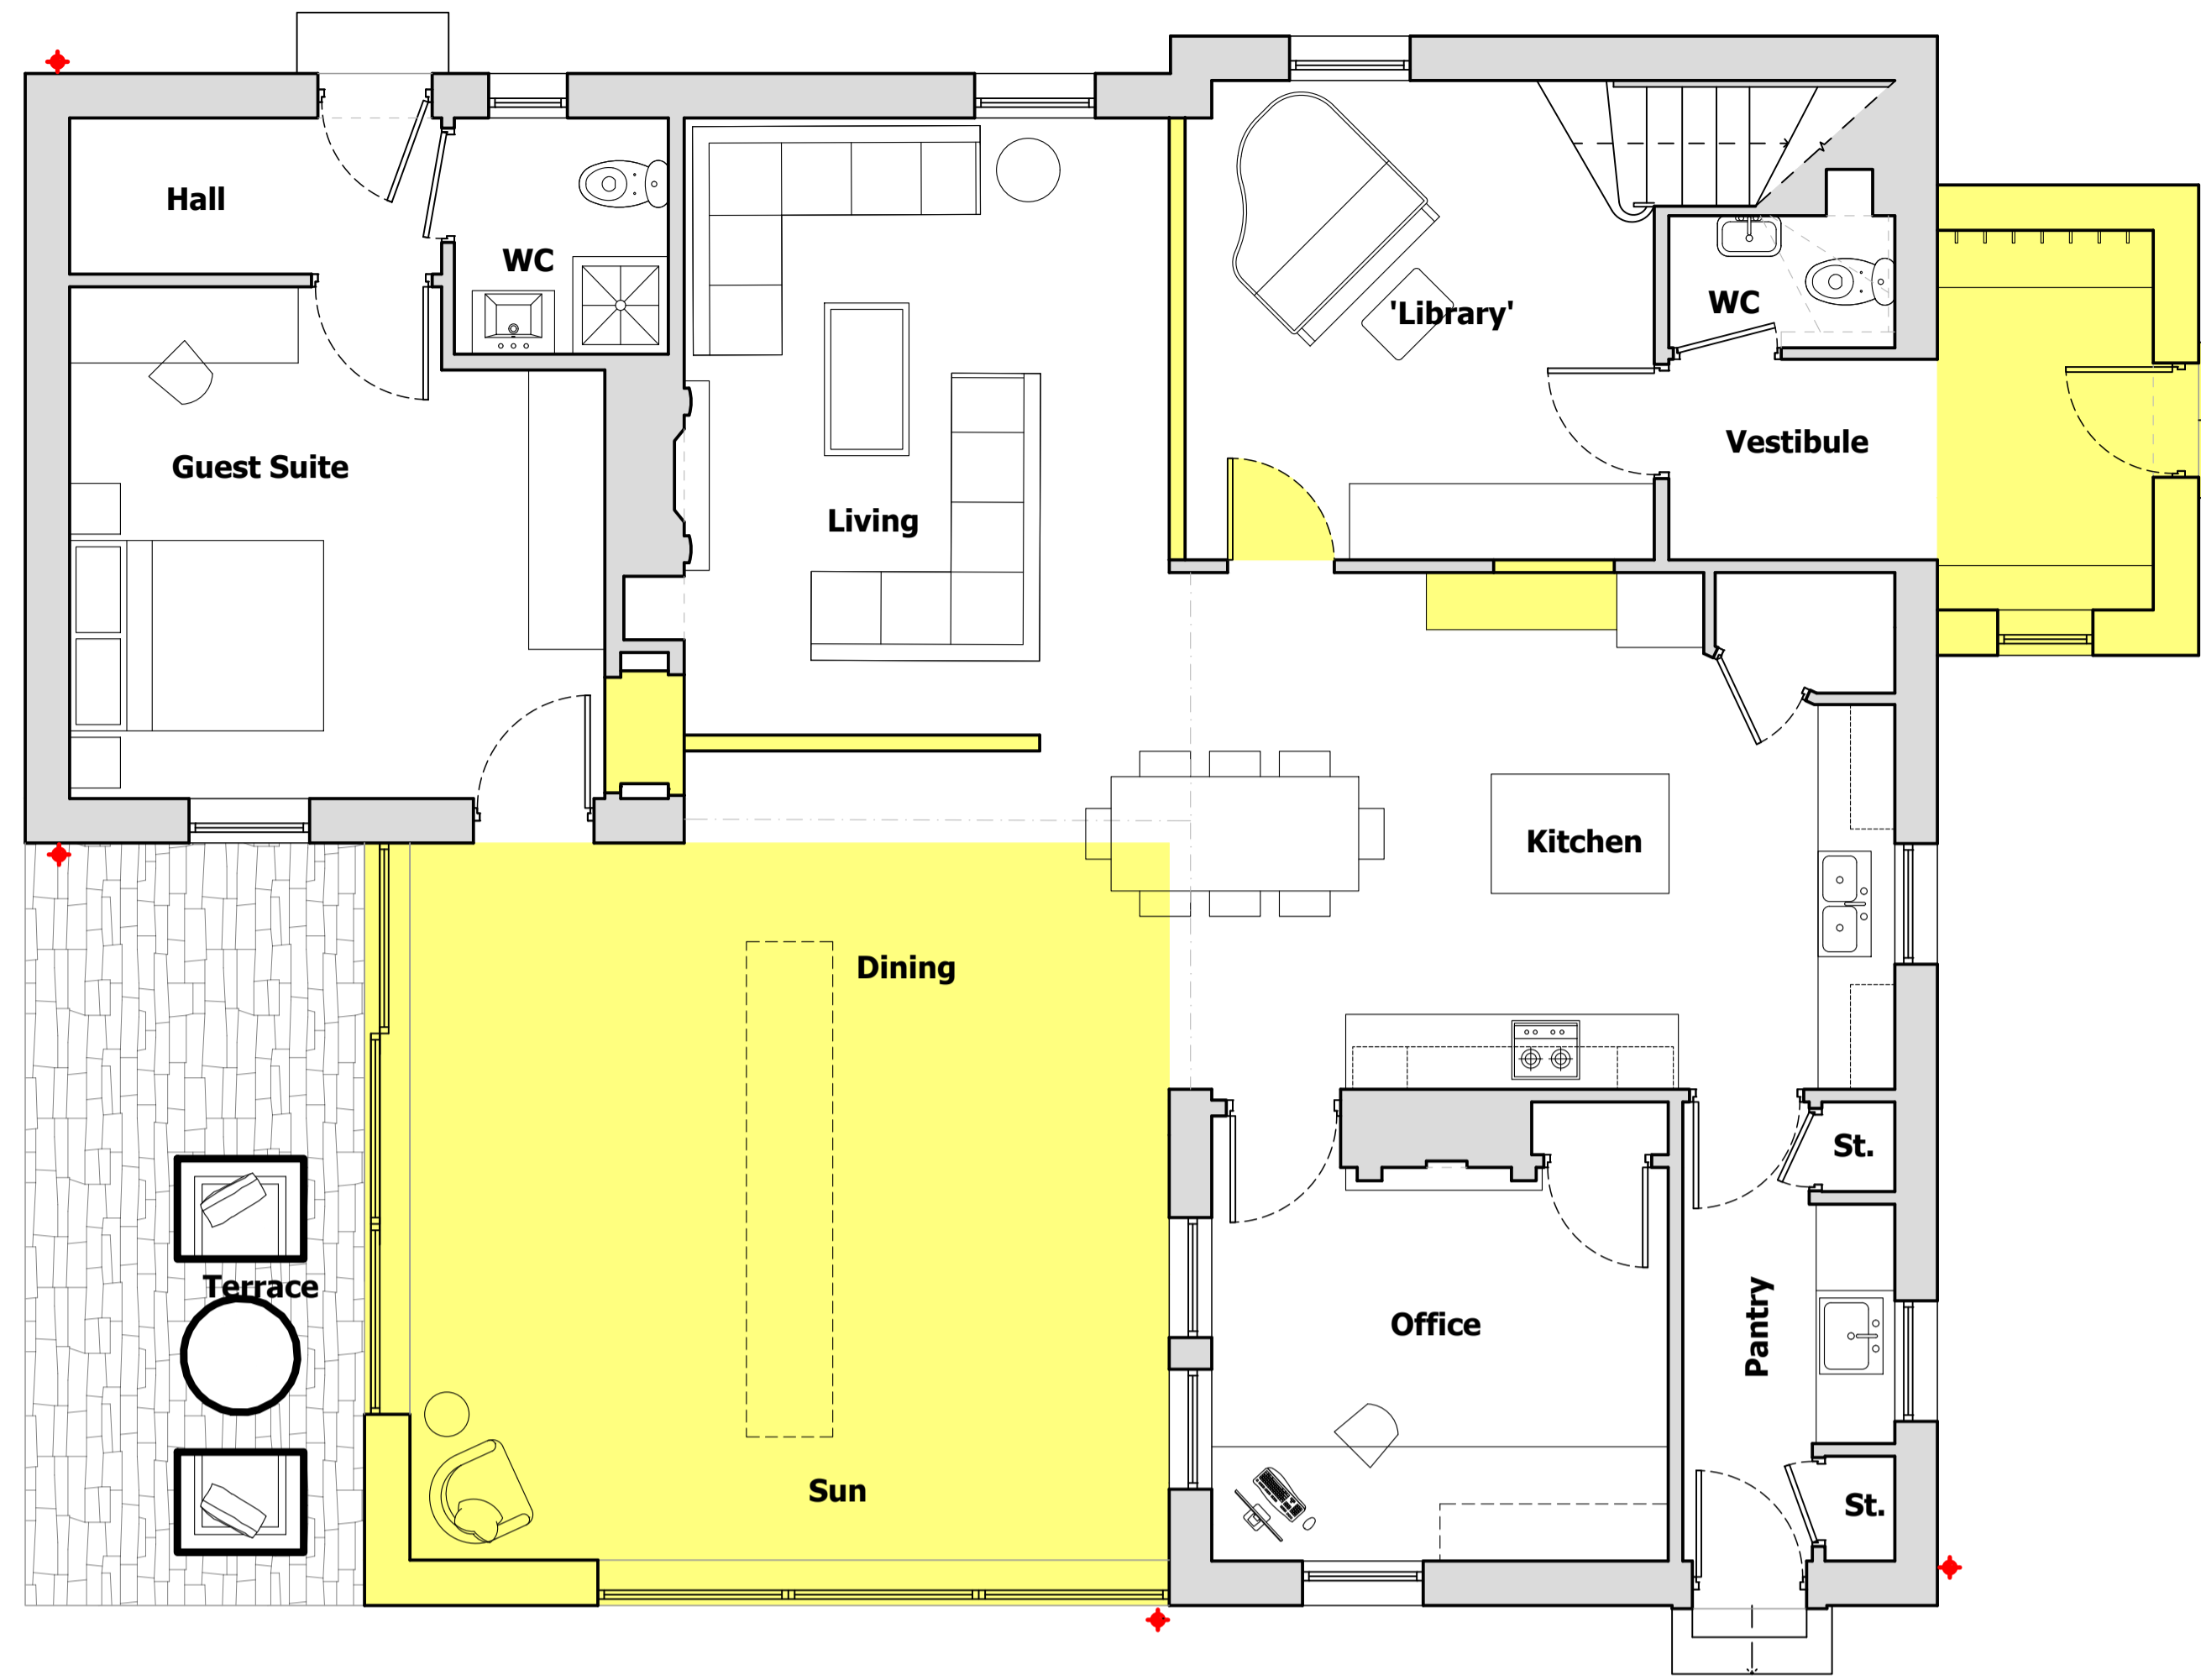 Hall
WC
'Library'
WC
Vestibule
Guest Suite
Living
Kitchen
Dining
St.
Terrace
Office
Pantry
Sun
St.